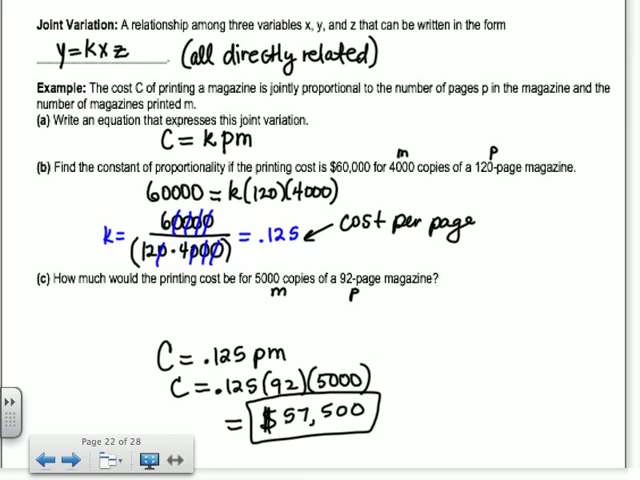 Joint Variation: A relationship among three variables x, y, and z that can be written in the form
y = kxz (all directly related)
Example: The cost C of printing a magazine is jointly proportional to the number of pages p in the magazine and the
number of magazines printed m.
(a) Write an equation that expresses this joint variation.
C = kpm
m p
(b) Find the constant of proportionality if the printing cost is $60,000 for 4000 copies of a 120-page magazine.
60000 = k(120)(4000)
k = 60000 / (120 · 4000) = .125 cost per page
(c) How much would the printing cost be for 5000 copies of a 92-page magazine?
m p
C = .125 pm
C = .125(92)(5000)
= $57,500
Page 22 of 28